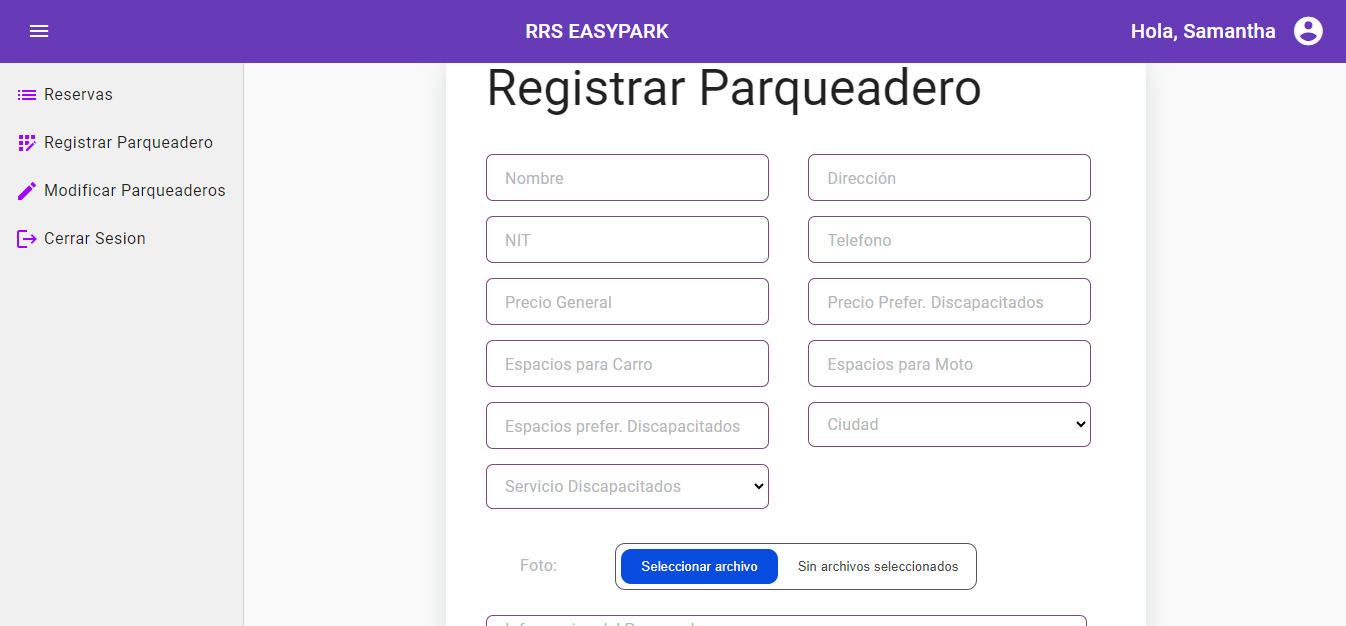 RRS EASYPARK
Hola, Samantha
Reservas
Registrar Parqueadero
Modificar Parqueaderos
Cerrar Sesion
Registrar Parqueadero
Nombre
Dirección
NIT
Telefono
Precio General
Precio Prefer. Discapacitados
Espacios para Carro
Espacios para Moto
Espacios prefer. Discapacitados
Ciudad
Servicio Discapacitados
Foto:
Seleccionar archivo
Sin archivos seleccionados